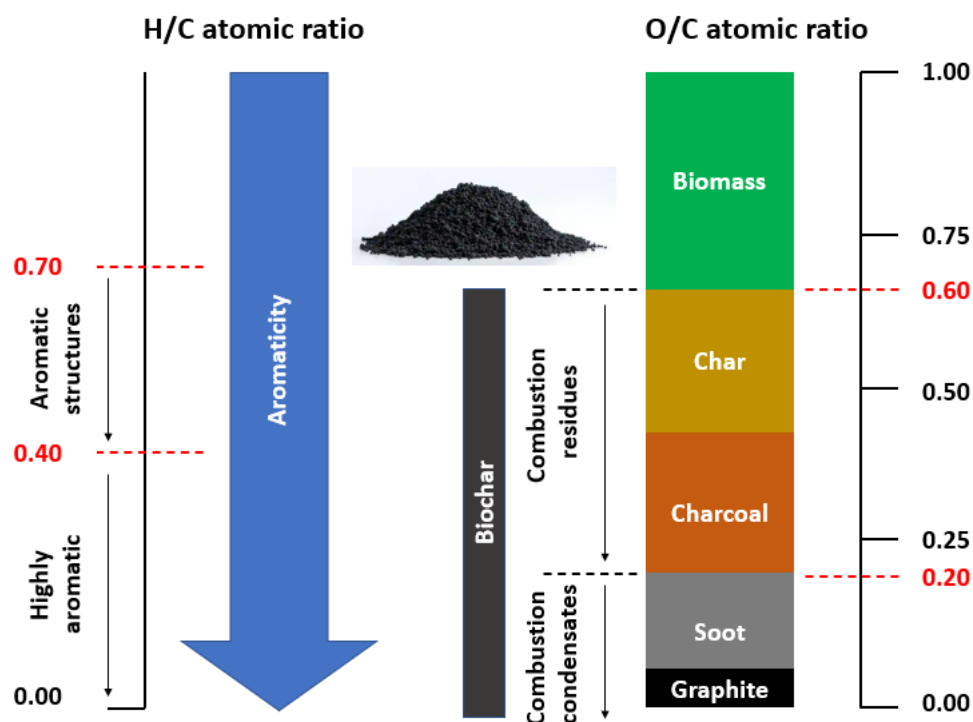 H/C atomic ratio
O/C atomic ratio
0.70
0.40
0.00
Aromatic
structures
Highly
aromatic
Aromaticity
Biochar
Combustion
residues
Combustion
condensates
Biomass
Char
Charcoal
Soot
Graphite
1.00
0.75
0.60
0.50
0.25
0.20
0.00